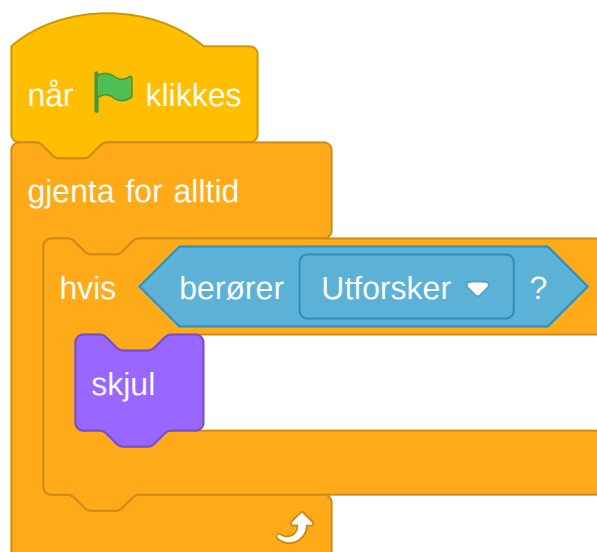 når klikkes
gjenta for alltid
hvis berører Utforsker ?
skjul